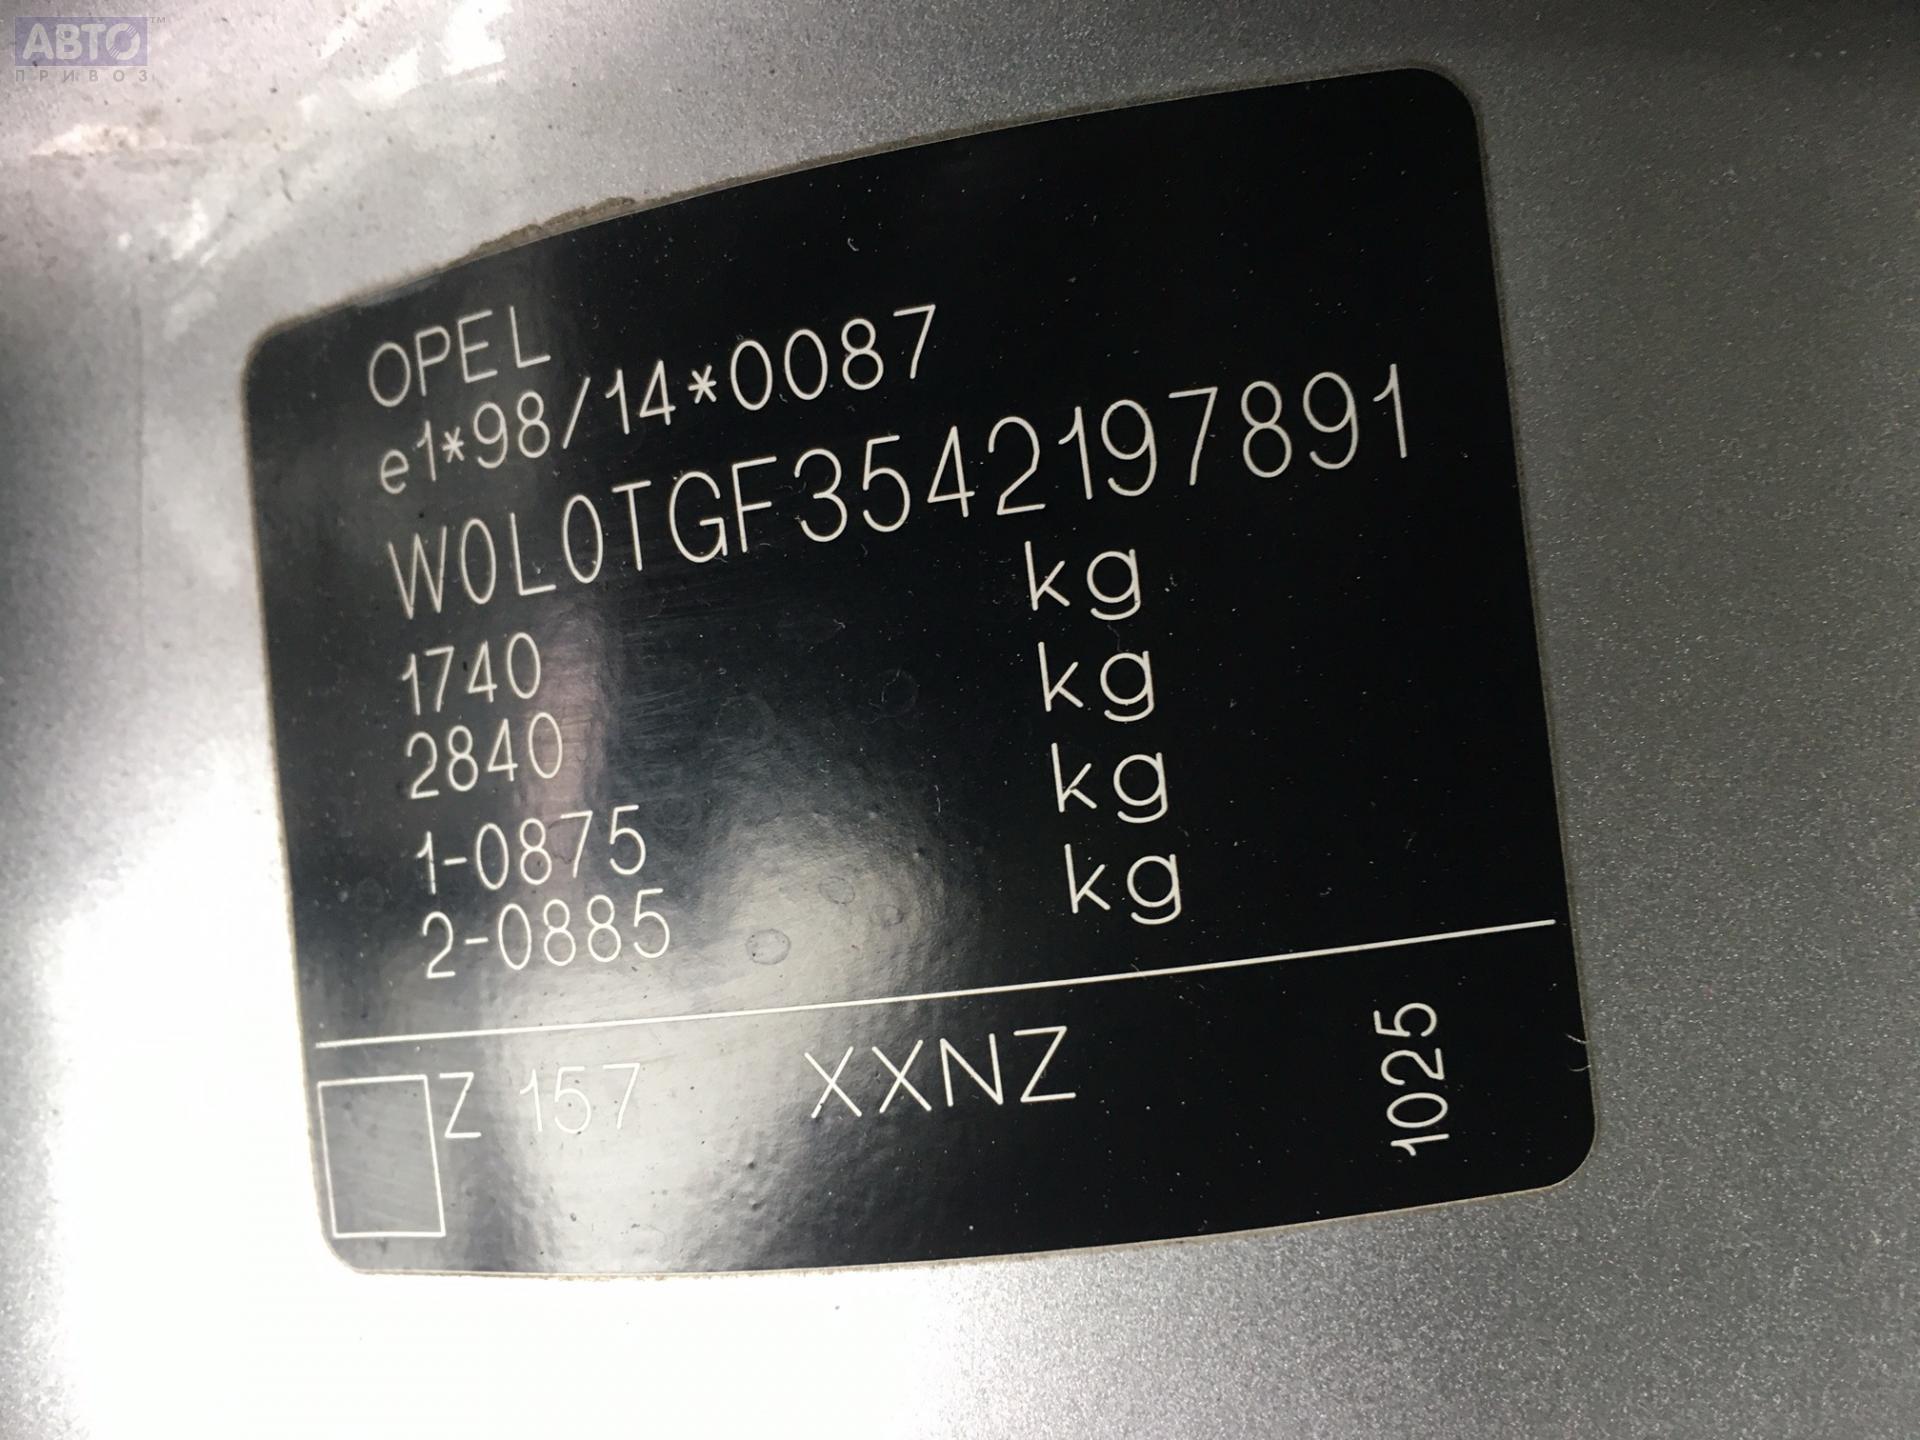 АВТО™
ПРИВОЗ
OPEL
e1*98/14*0087
W0L0TGF3542197891
1740 kg
2840 kg
1-0875 kg
2-0885 kg
Z 157 XXNZ 1025